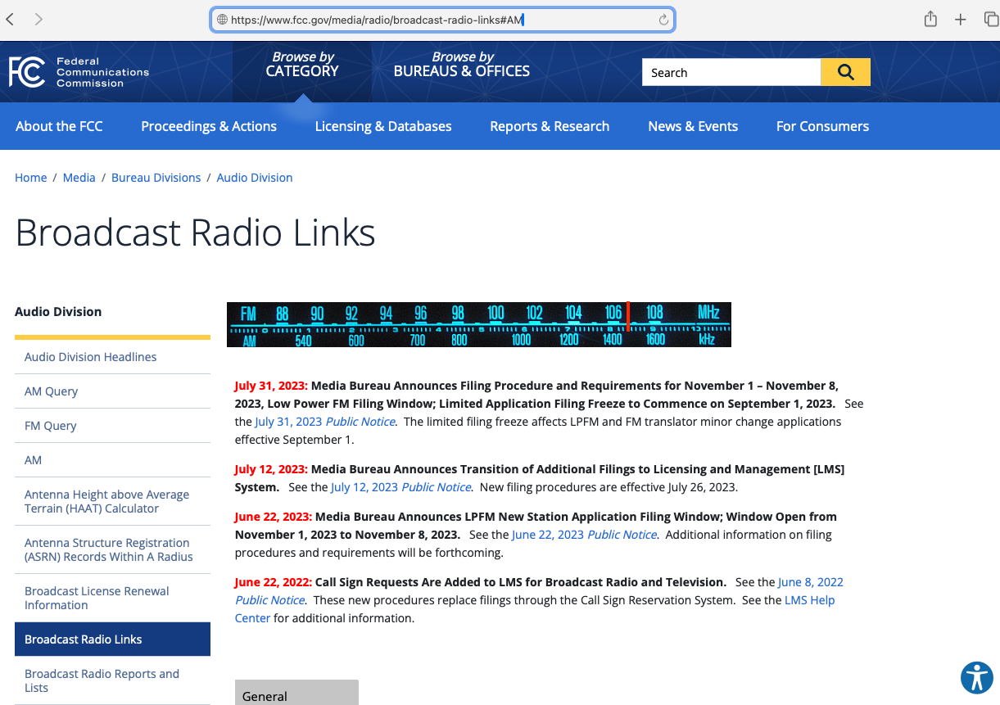 https://www.fcc.gov/media/radio/broadcast-radio-links#AM
Federal
Communications
Commission
FC
Browse by
CATEGORY
Browse by
BUREAUS & OFFICES
Search
About the FCC
Proceedings & Actions
Licensing & Databases
Reports & Research
News & Events
For Consumers
Home / Media / Bureau Divisions / Audio Division
Broadcast Radio Links
Audio Division
Audio Division Headlines
AM Query
FM Query
AM
Antenna Height above Average
Terrain (HAAT) Calculator
Antenna Structure Registration
(ASRN) Records Within A Radius
Broadcast License Renewal
Information
Broadcast Radio Links
Broadcast Radio Reports and
Lists
FM 88 90 92 94 96 98 100 102 104 106 108 MHz
0 1 2 3 4 5 6 7 8 9 10
AM 540 600 700 800 1000 1200 1400 1600 kHz
July 31, 2023: Media Bureau Announces Filing Procedure and Requirements for November 1 – November 8,
2023, Low Power FM Filing Window; Limited Application Filing Freeze to Commence on September 1, 2023. See
the July 31, 2023 Public Notice. The limited filing freeze affects LPFM and FM translator minor change applications
effective September 1.
July 12, 2023: Media Bureau Announces Transition of Additional Filings to Licensing and Management [LMS]
System. See the July 12, 2023 Public Notice. New filing procedures are effective July 26, 2023.
June 22, 2023: Media Bureau Announces LPFM New Station Application Filing Window; Window Open from
November 1, 2023 to November 8, 2023. See the June 22, 2023 Public Notice. Additional information on filing
procedures and requirements will be forthcoming.
June 22, 2022: Call Sign Requests Are Added to LMS for Broadcast Radio and Television. See the June 8, 2022
Public Notice. These new procedures replace filings through the Call Sign Reservation System. See the LMS Help
Center for additional information.
General